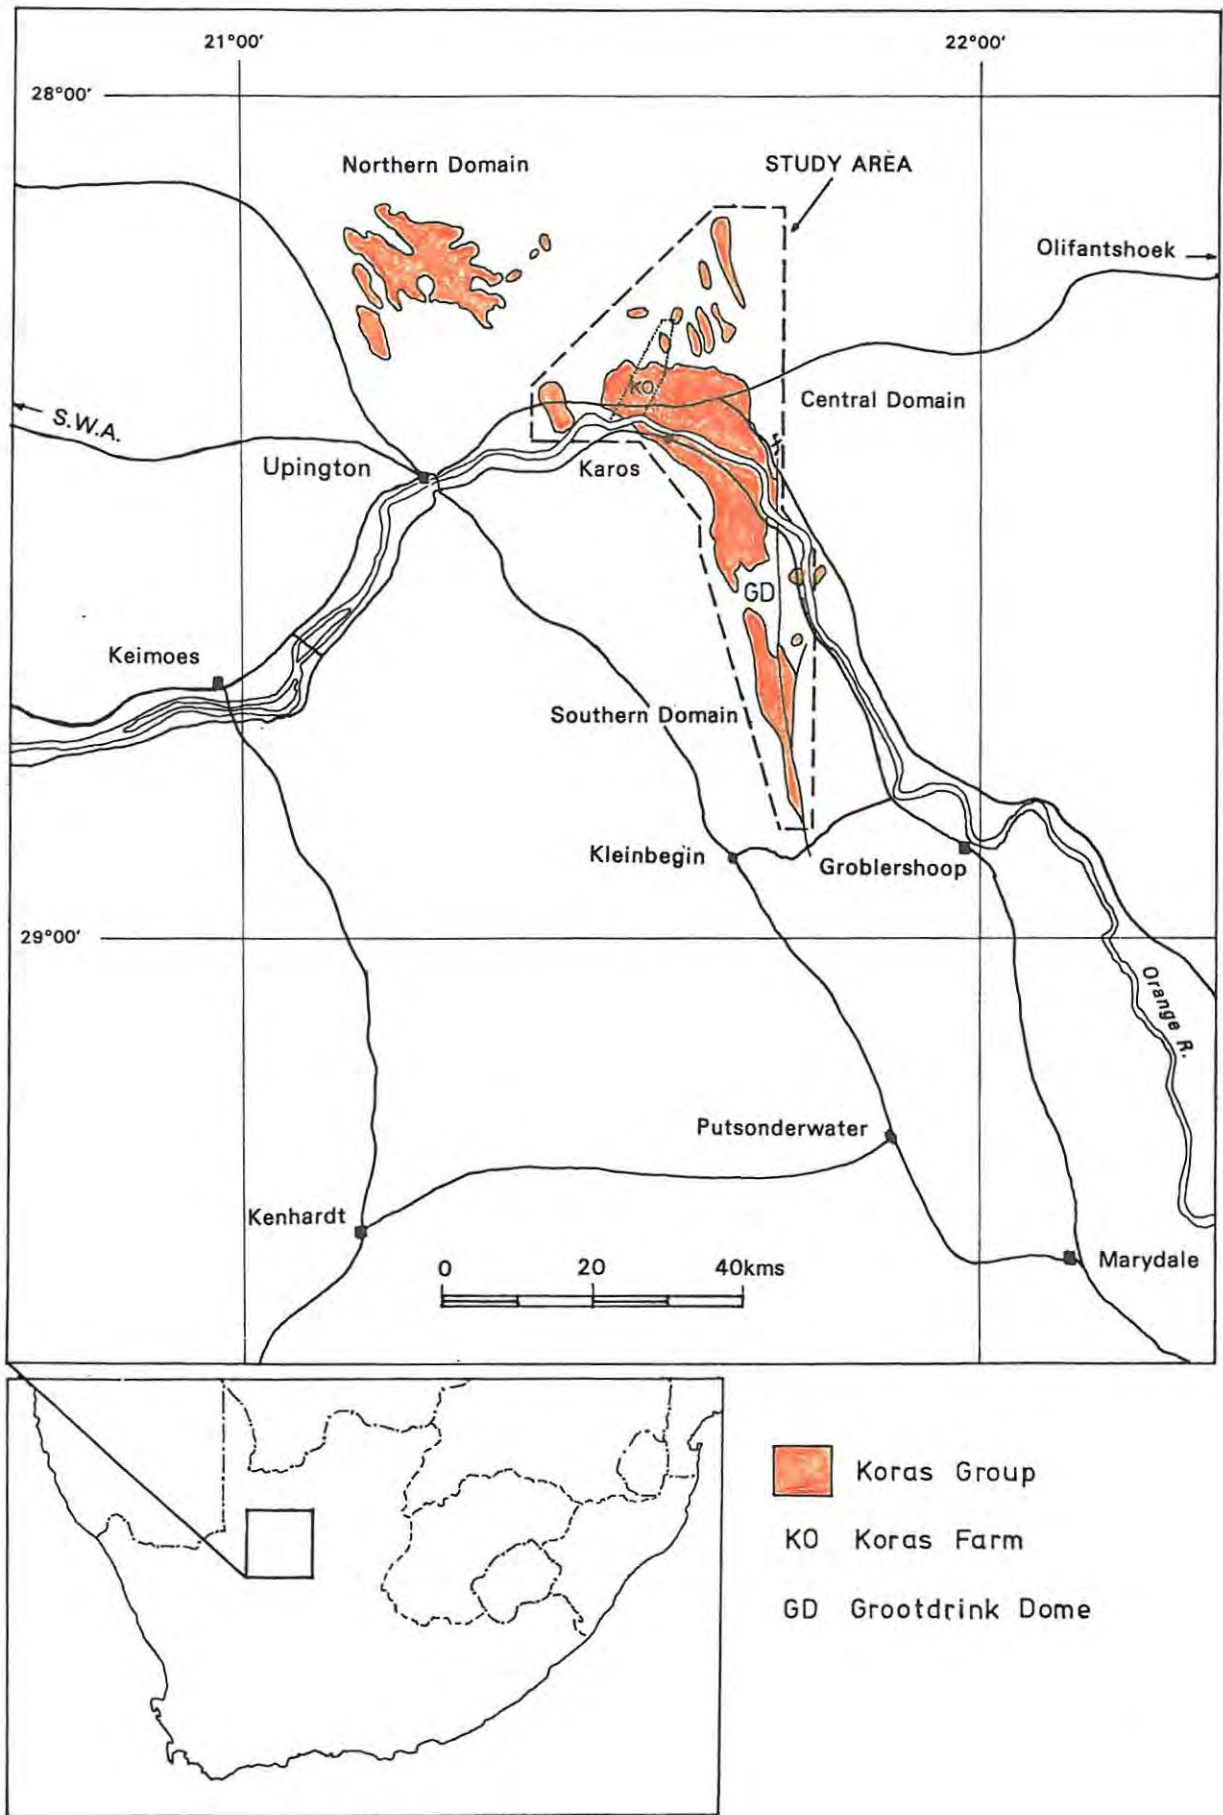 21°00'
22°00'
28°00'
Northern Domain
STUDY AREA
Olifantshoek
KO
S.W.A.
Central Domain
Upington
Karos
GD
Keimoes
Southern Domain
Kleinbegin
Groblershoop
29°00'
Orange R.
Putsonderwater
Kenhardt
0 20 40kms
Marydale
Koras Group
KO Koras Farm
GD Grootdrink Dome